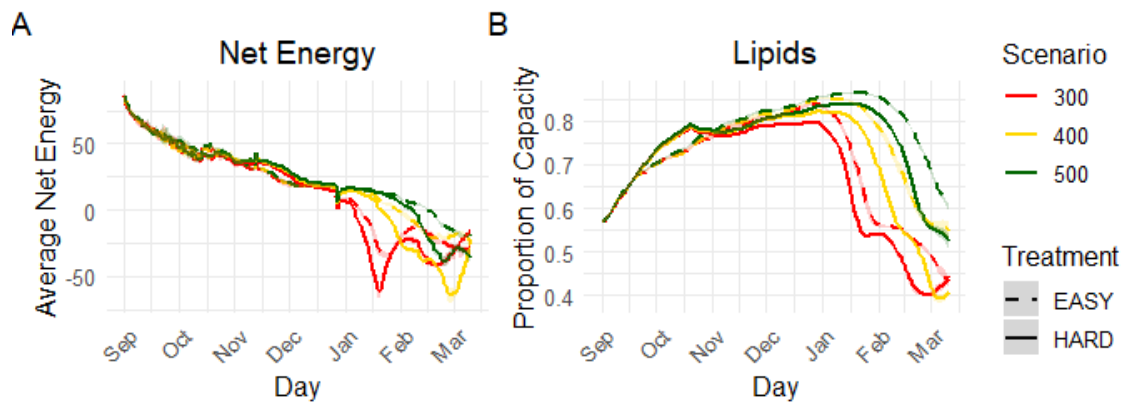 A
Net Energy
Average Net Energy
50
0
-50
Sep
Oct
Nov
Dec
Jan
Feb
Mar
Day
B
Lipids
Proportion of Capacity
0.8
0.7
0.6
0.5
0.4
Sep
Oct
Nov
Dec
Jan
Feb
Mar
Day
Scenario
300
400
500
Treatment
EASY
HARD